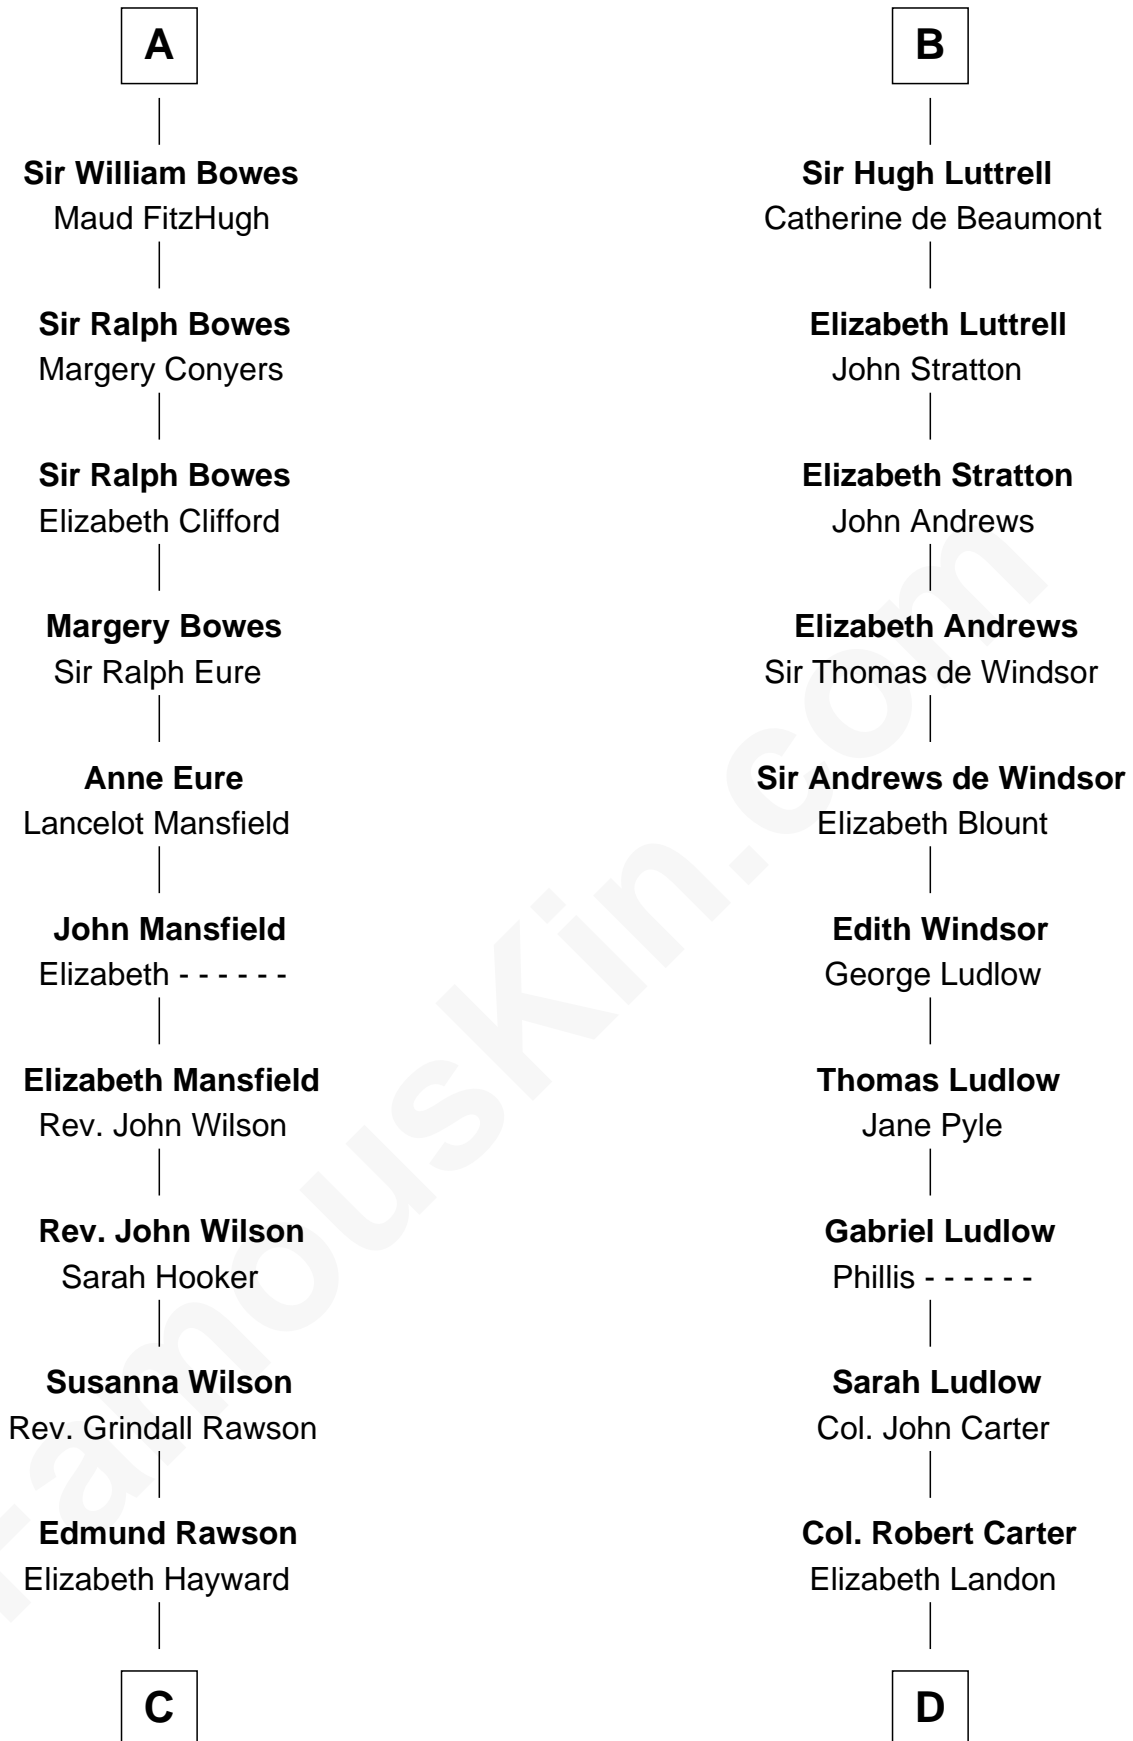 A
Sir William Bowes
Maud FitzHugh
Sir Ralph Bowes
Margery Conyers
Sir Ralph Bowes
Elizabeth Clifford
Margery Bowes
Sir Ralph Eure
Anne Eure
Lancelot Mansfield
John Mansfield
Elizabeth - - - - - -
Elizabeth Mansfield
Rev. John Wilson
Rev. John Wilson
Sarah Hooker
Susanna Wilson
Rev. Grindall Rawson
Edmund Rawson
Elizabeth Hayward
C
B
Sir Hugh Luttrell
Catherine de Beaumont
Elizabeth Luttrell
John Stratton
Elizabeth Stratton
John Andrews
Elizabeth Andrews
Sir Thomas de Windsor
Sir Andrews de Windsor
Elizabeth Blount
Edith Windsor
George Ludlow
Thomas Ludlow
Jane Pyle
Gabriel Ludlow
Phillis - - - - - -
Sarah Ludlow
Col. John Carter
Col. Robert Carter
Elizabeth Landon
D
FamousKin.com